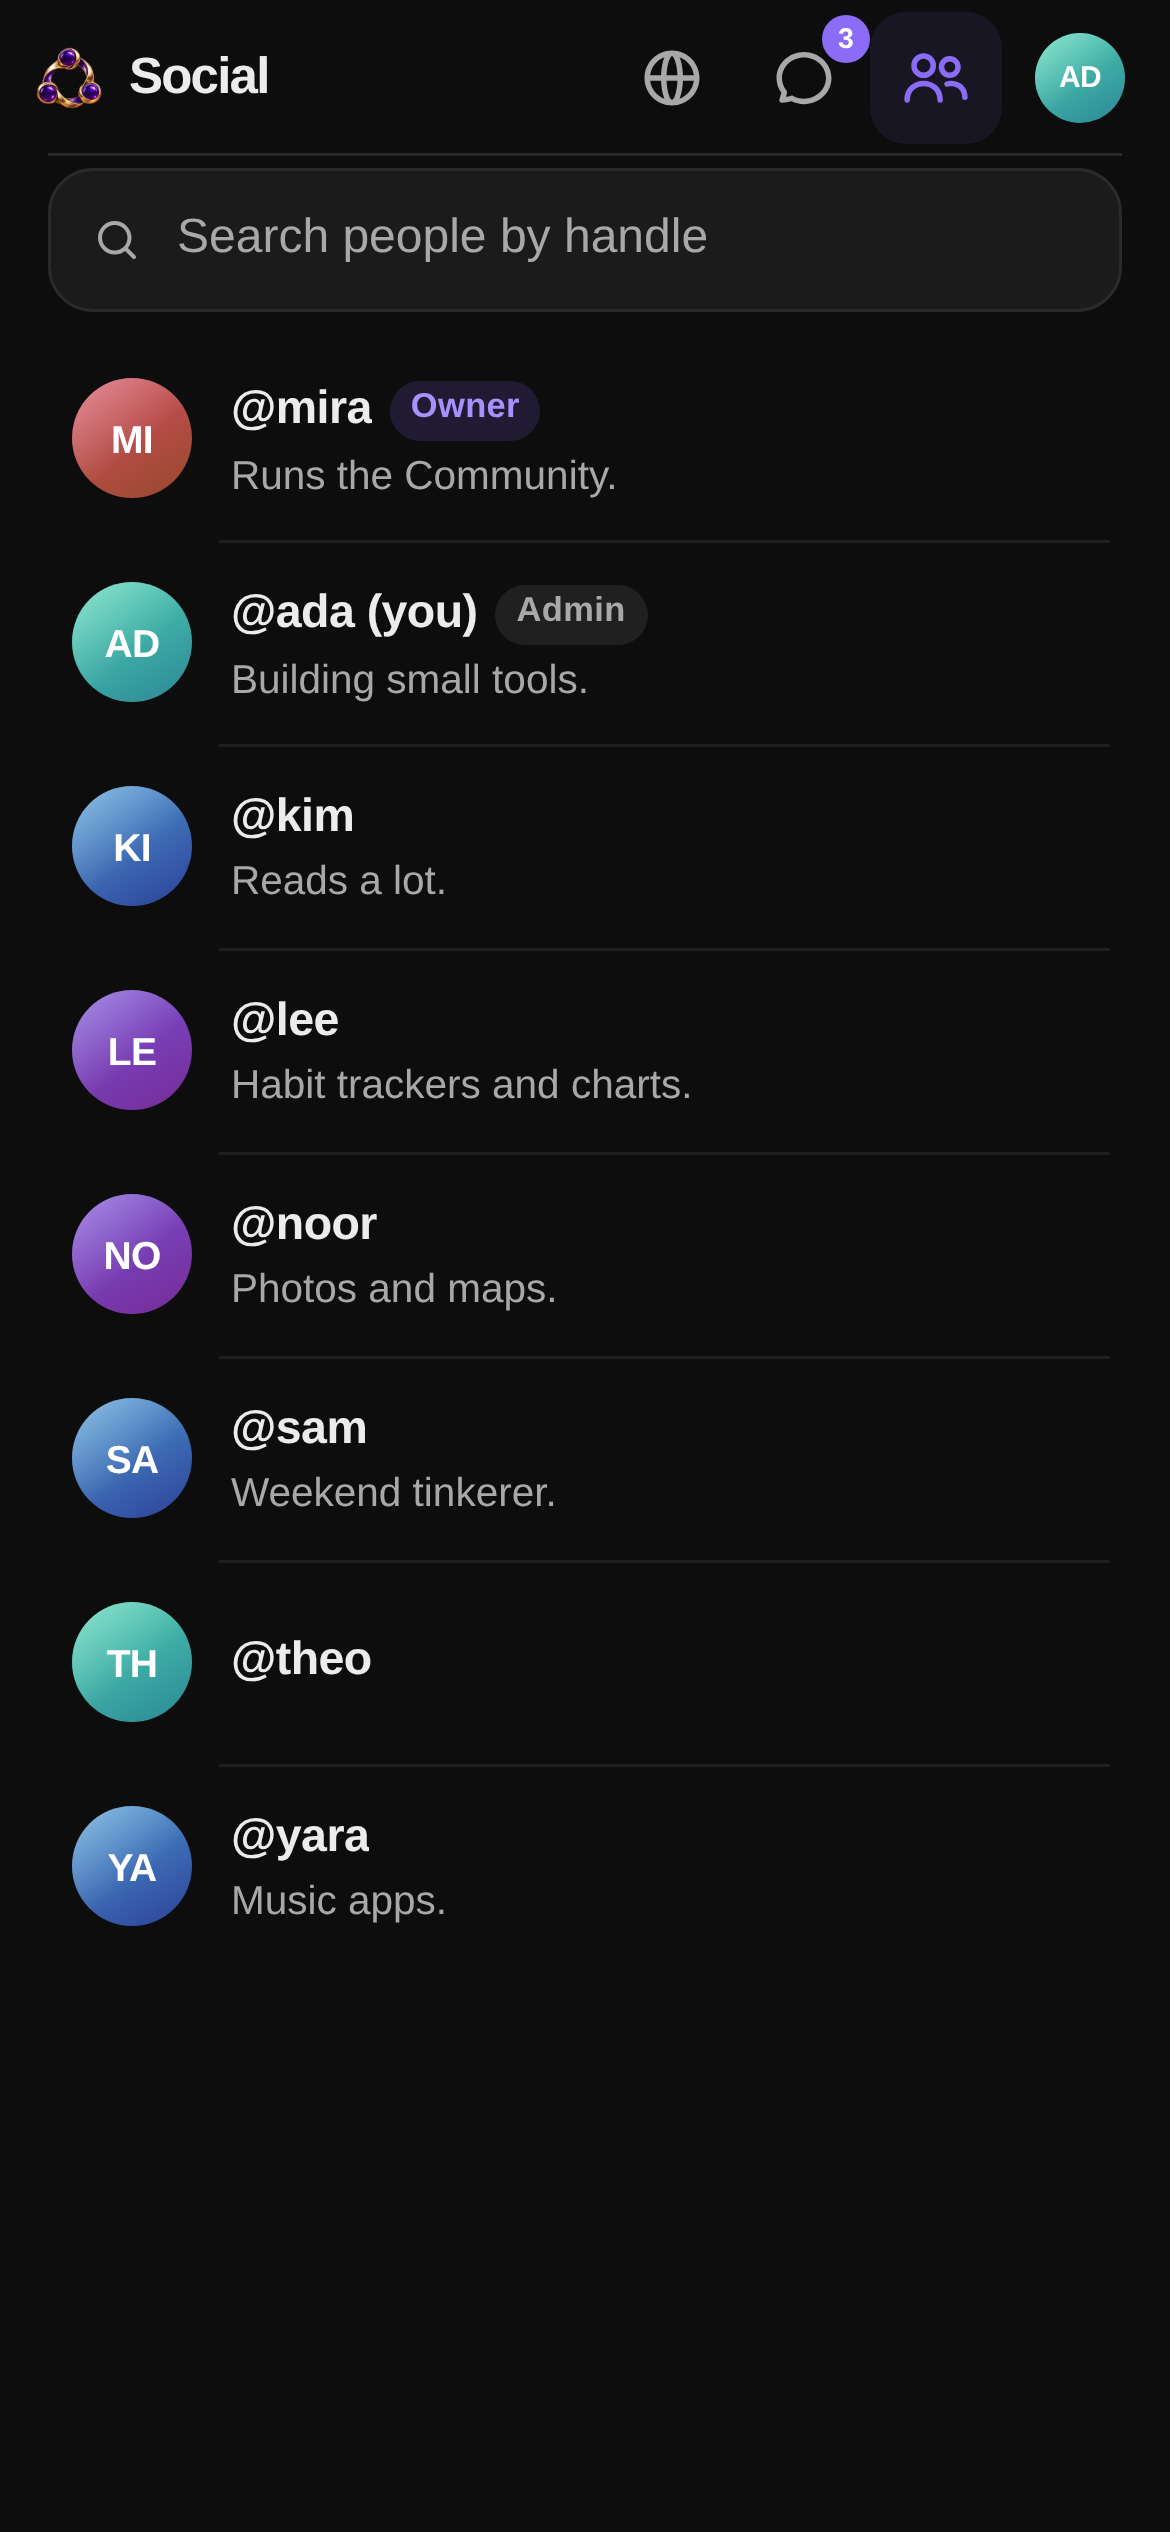 Social
3
AD
Search people by handle
MI
@mira Owner
Runs the Community.
AD
@ada (you) Admin
Building small tools.
KI
@kim
Reads a lot.
LE
@lee
Habit trackers and charts.
NO
@noor
Photos and maps.
SA
@sam
Weekend tinkerer.
TH
@theo
YA
@yara
Music apps.